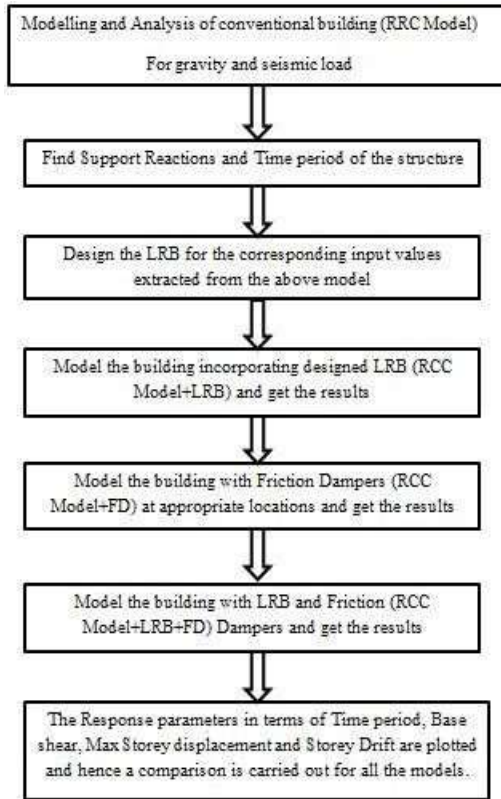 Modelling and Analysis of conventional building (RRC Model)
For gravity and seismic load
Find Support Reactions and Time period of the structure
Design the LRB for the corresponding input values
extracted from the above model
Model the building incorporating designed LRB (RCC
Model+LRB) and get the results
Model the building with Friction Dampers (RCC
Model+FD) at appropriate locations and get the results
Model the building with LRB and Friction (RCC
Model+LRB+FD) Dampers and get the results
The Response parameters in terms of Time period, Base
shear, Max Storey displacement and Storey Drift are plotted
and hence a comparison is carried out for all the models.